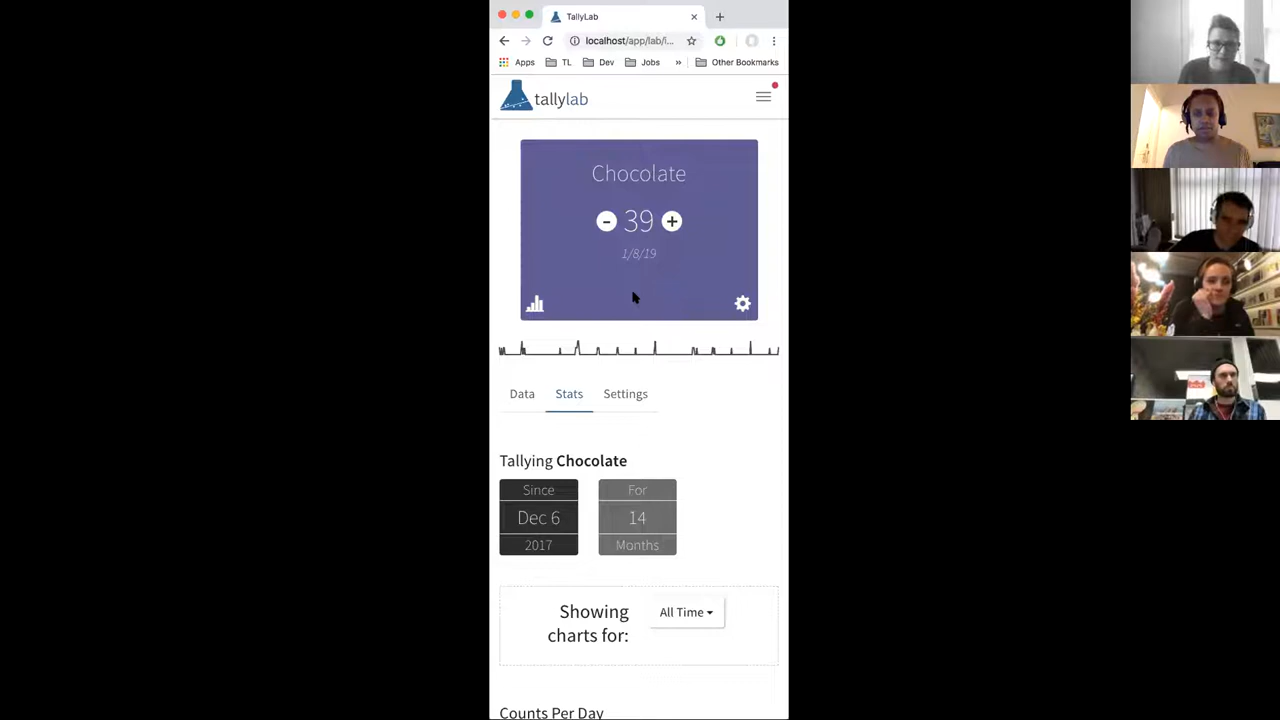 TallyLab
localhost/app/lab/i...
Apps
TL
Dev
Jobs
»
Other Bookmarks
tallylab
Chocolate
- 39 +
1/8/19
Data
Stats
Settings
Tallying Chocolate
Since
Dec 6
2017
For
14
Months
Showing
charts for:
All Time
Counts Per Day